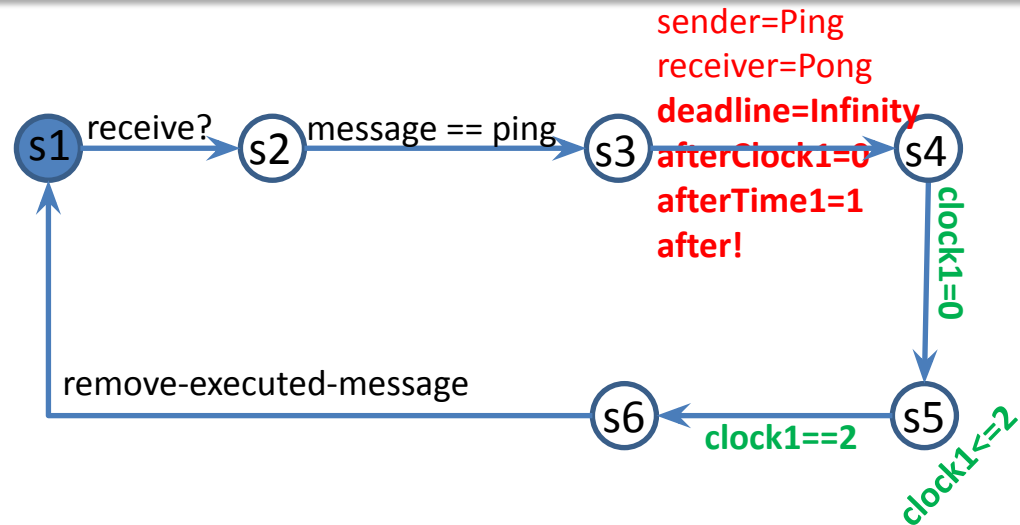 sender=Ping
receiver=Pong
deadline=Infinity
afterClock1=0
afterTime1=1
after!
s1
receive?
s2
message == ping
s3
s4
clock1=0
s5
clock1<=2
clock1==2
s6
remove-executed-message